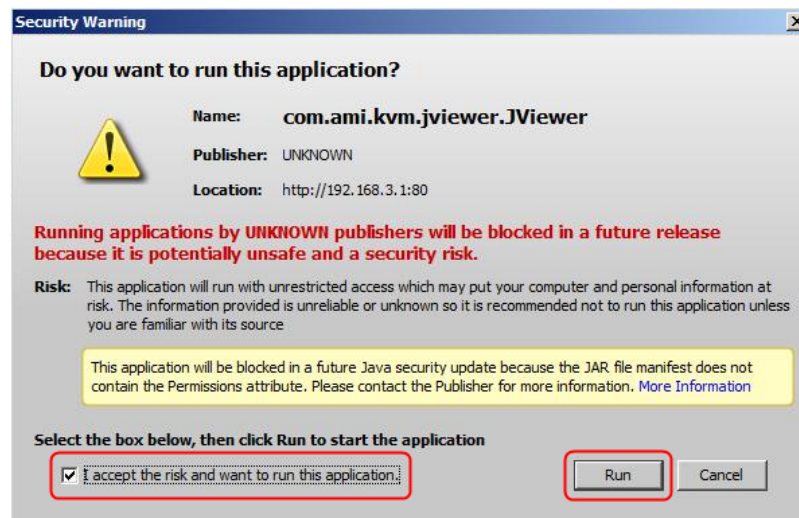 Security Warning
Do you want to run this application?
Name: com.ami.kvm.jviewer.JViewer
Publisher: UNKNOWN
Location: http://192.168.3.1:80
Running applications by UNKNOWN publishers will be blocked in a future release
because it is potentially unsafe and a security risk.
Risk: This application will run with unrestricted access which may put your computer and personal information at
risk. The information provided is unreliable or unknown so it is recommended not to run this application unless
you are familiar with its source
This application will be blocked in a future Java security update because the JAR file manifest does not
contain the Permissions attribute. Please contact the Publisher for more information. More Information
Select the box below, then click Run to start the application
I accept the risk and want to run this application.
Run Cancel